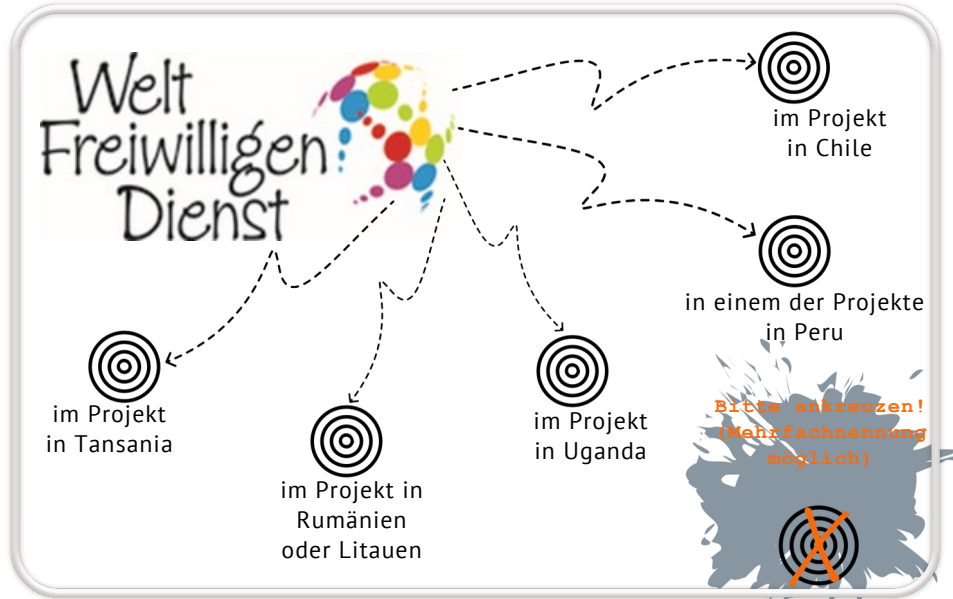 Welt
Freiwilligen
Dienst
im Projekt
in Chile
in einem der Projekte
in Peru
im Projekt
in Tansania
im Projekt in
Rumänien
oder Litauen
im Projekt
in Uganda
Bitte ankreuzen!
(Mehrfachnennung
möglich)